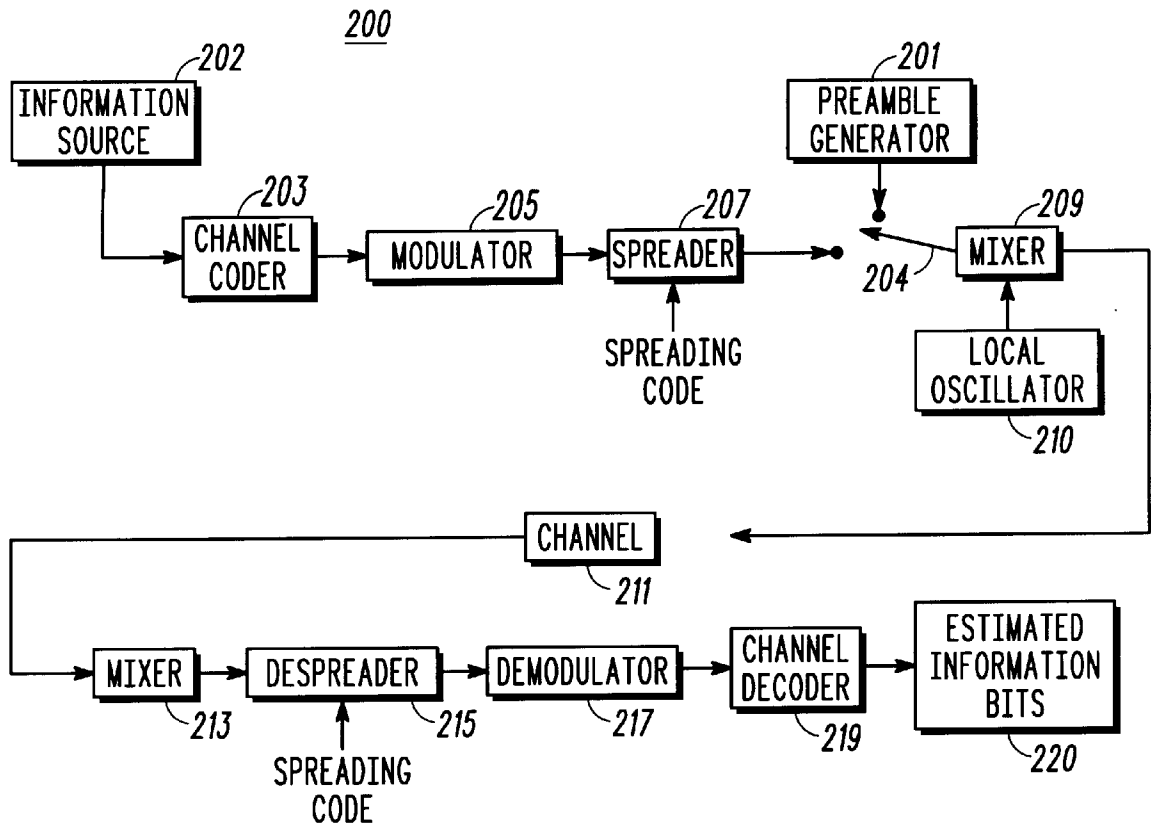 200
202
INFORMATION
SOURCE
201
PREAMBLE
GENERATOR
203
CHANNEL
CODER
205
MODULATOR
207
SPREADER
SPREADING
CODE
204
209
MIXER
LOCAL
OSCILLATOR
210
CHANNEL
211
MIXER
213
DESPREADER
215
SPREADING
CODE
DEMODULATOR
217
CHANNEL
DECODER
219
ESTIMATED
INFORMATION
BITS
220